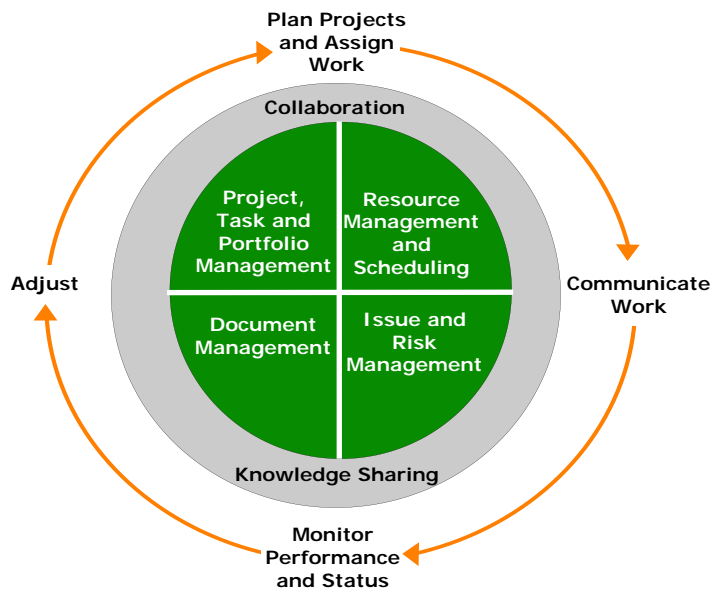 Plan Projects
and Assign
Work
Collaboration
Project,
Task and
Portfolio
Management
Resource
Management
and
Scheduling
Adjust
Communicate
Work
Document
Management
Issue and
Risk
Management
Knowledge Sharing
Monitor
Performance
and Status